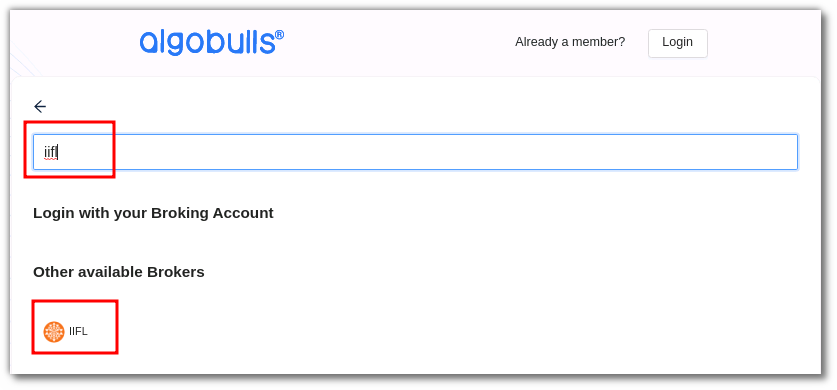 algobulls®
Already a member? Login
iifl
Login with your Broking Account
Other available Brokers
IIFL